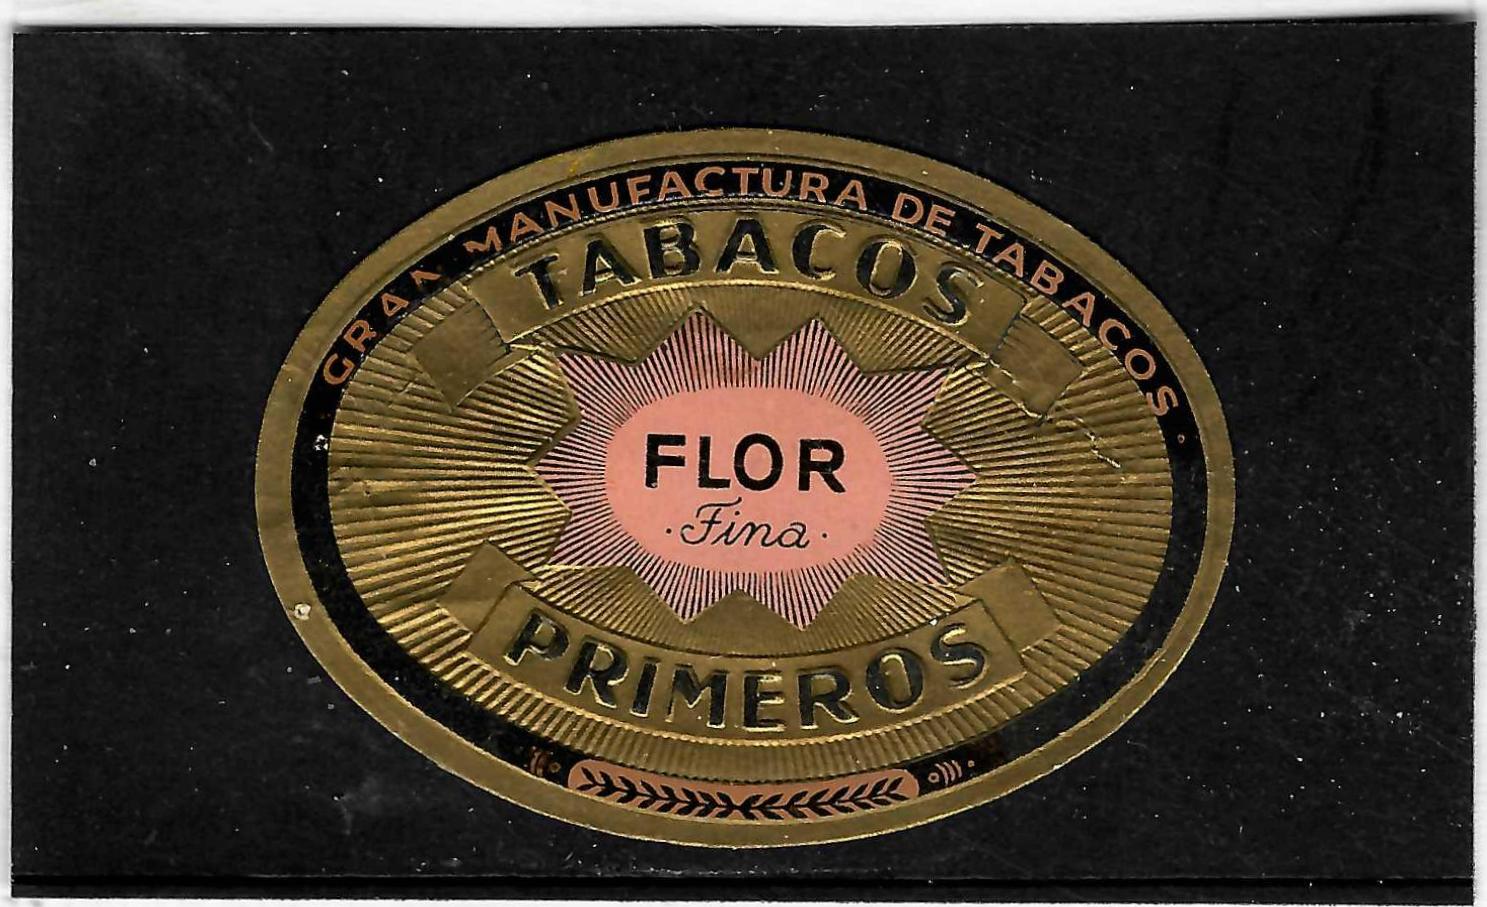 GRAN MANUFACTURA DE TABACOS
TABACOS
FLOR
·Fina·
PRIMEROS